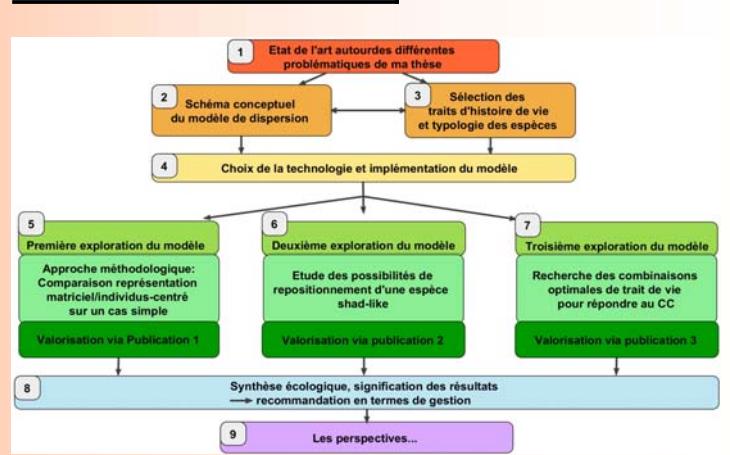 1
Etat de l'art autourdes différentes
problématiques de ma thèse
2
Schéma conceptuel
du modèle de dispersion
3
Sélection des
traits d'histoire de vie
et typologie des espèces
4
Choix de la technologie et implémentation du modèle
5
Première exploration du modèle
Approche méthodologique:
Comparaison représentation
matriciel/individus-centré
sur un cas simple
Valorisation via Publication 1
6
Deuxième exploration du modèle
Etude des possibilités de
repositionnement d'une espèce
shad-like
Valorisation via publication 2
7
Troisième exploration du modèle
Recherche des combinaisons
optimales de trait de vie
pour répondre au CC
Valorisation via publication 3
8
Synthèse écologique, signification des résultats
recommandation en termes de gestion
9
Les perspectives...